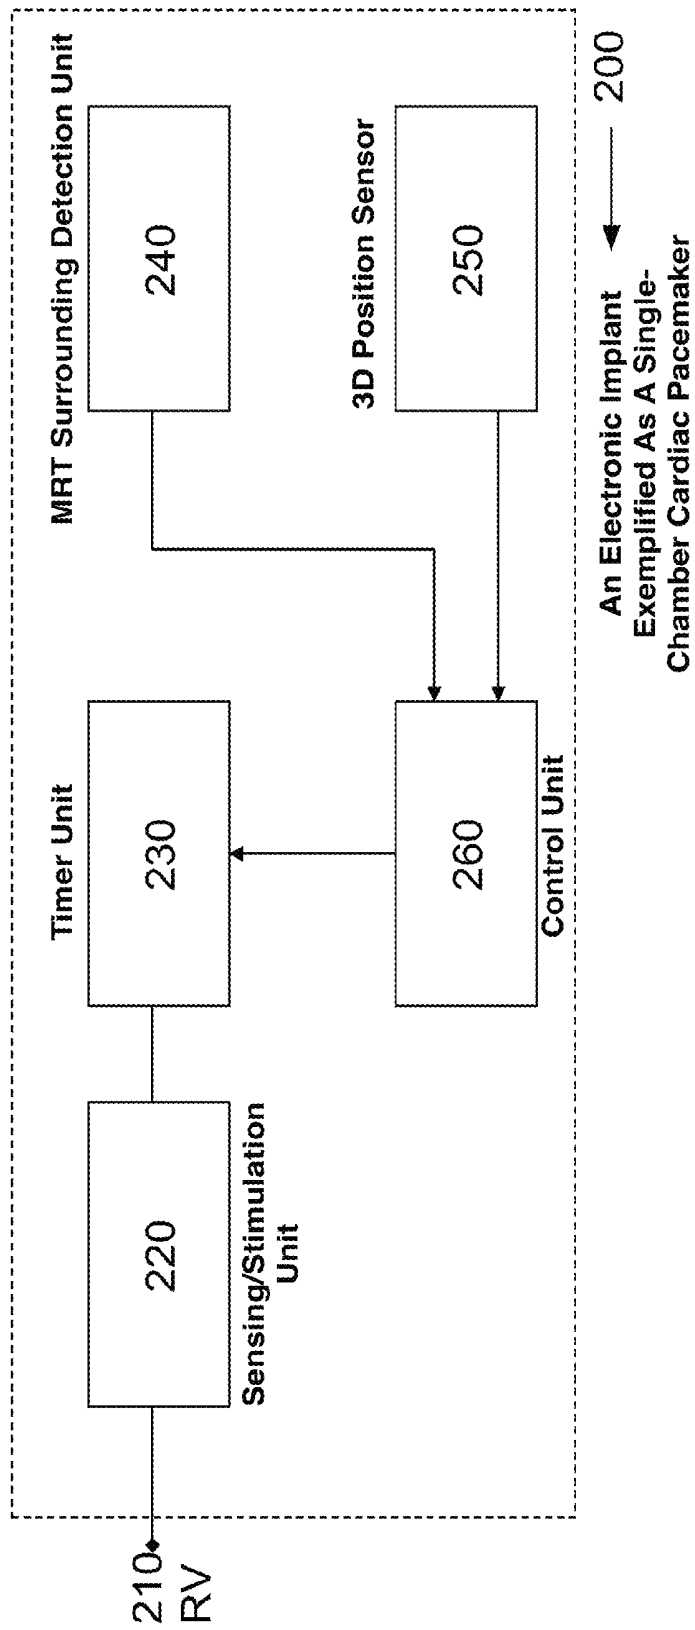 210
RV
220
Sensing/Stimulation
Unit
Timer Unit
230
MRT Surrounding Detection Unit
240
260
Control Unit
3D Position Sensor
250
200
An Electronic Implant
Exemplified As A Single-
Chamber Cardiac Pacemaker